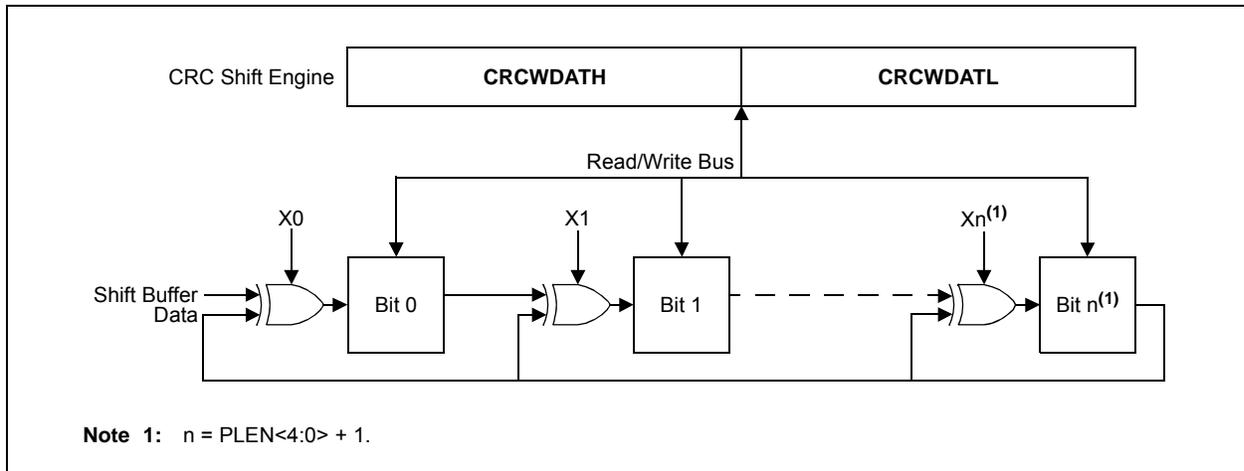 CRC Shift Engine CRCWDATH CRCWDATL
Read/Write Bus
X0 X1 Xn(1)
Shift Buffer
Data
Bit 0 Bit 1 Bit n(1)
Note 1: n = PLEN<4:0> + 1.